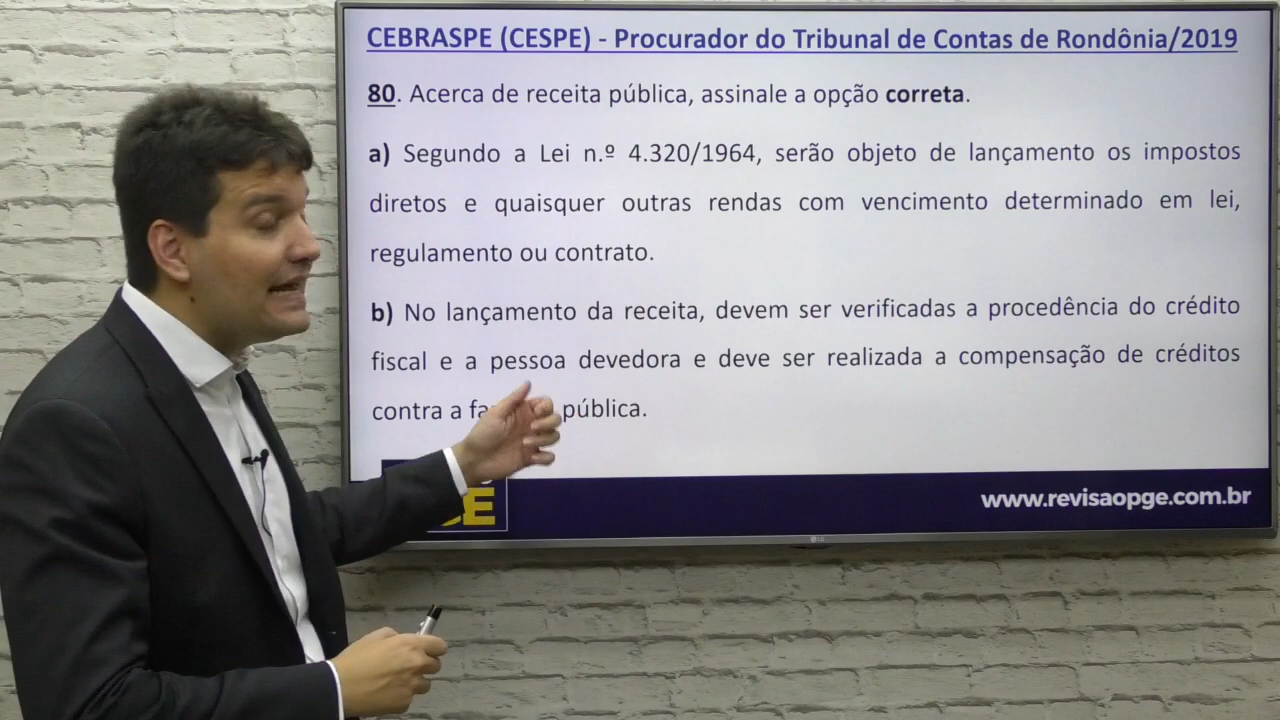 CEBRASPE (CESPE) - Procurador do Tribunal de Contas de Rondônia/2019
80. Acerca de receita pública, assinale a opção correta.
a) Segundo a Lei n.º 4.320/1964, serão objeto de lançamento os impostos
diretos e quaisquer outras rendas com vencimento determinado em lei,
regulamento ou contrato.
b) No lançamento da receita, devem ser verificadas a procedência do crédito
fiscal e a pessoa devedora e deve ser realizada a compensação de créditos
contra a pública.
www.revisaopge.com.br
LG